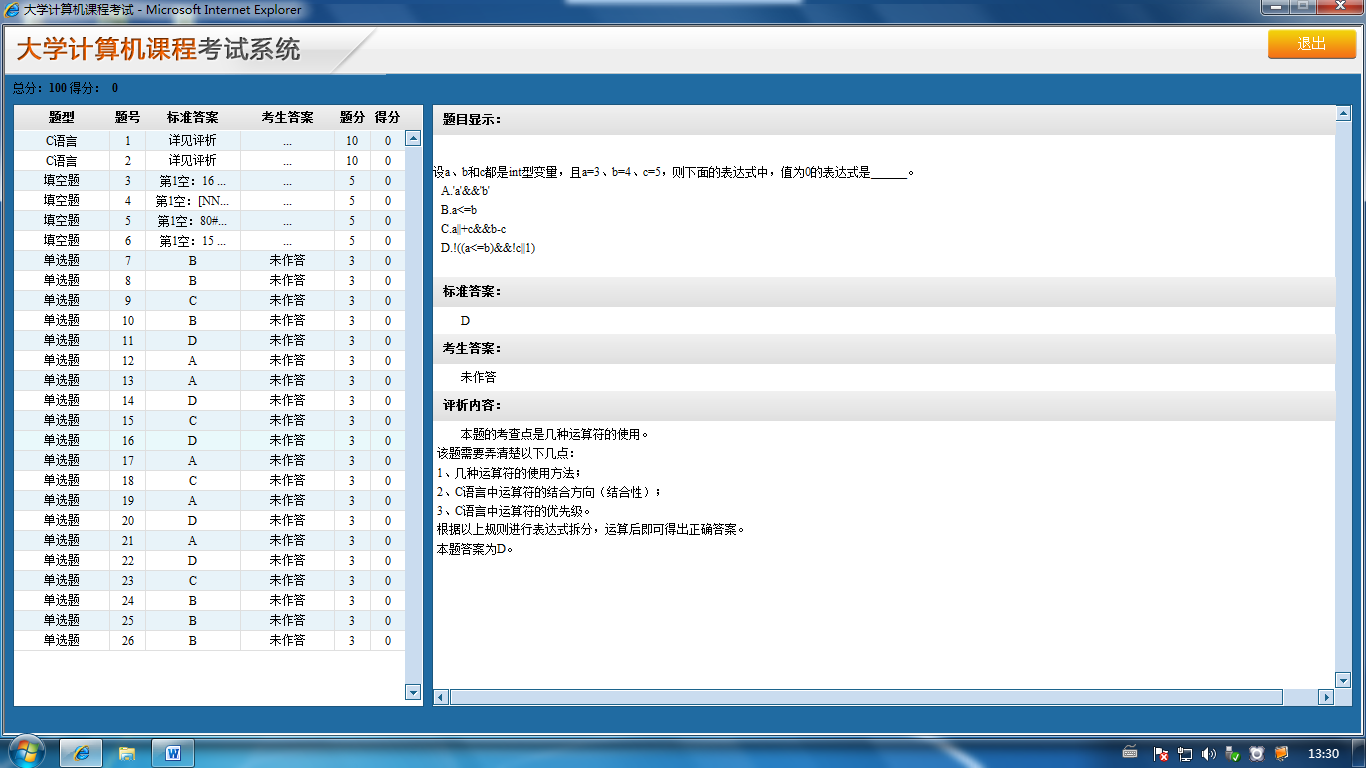 大学计算机课程考试 - Microsoft Internet Explorer
大学计算机课程考试系统
退出
总分：100 得分： 0
题型 题号 标准答案 考生答案 题分 得分
C语言 1 详见评析 ... 10 0
C语言 2 详见评析 ... 10 0
填空题 3 第1空：16 ... ... 5 0
填空题 4 第1空：[NN... ... 5 0
填空题 5 第1空：80#... ... 5 0
填空题 6 第1空：15 ... ... 5 0
单选题 7 B 未作答 3 0
单选题 8 B 未作答 3 0
单选题 9 C 未作答 3 0
单选题 10 B 未作答 3 0
单选题 11 D 未作答 3 0
单选题 12 A 未作答 3 0
单选题 13 A 未作答 3 0
单选题 14 D 未作答 3 0
单选题 15 C 未作答 3 0
单选题 16 D 未作答 3 0
单选题 17 A 未作答 3 0
单选题 18 C 未作答 3 0
单选题 19 A 未作答 3 0
单选题 20 D 未作答 3 0
单选题 21 A 未作答 3 0
单选题 22 D 未作答 3 0
单选题 23 C 未作答 3 0
单选题 24 B 未作答 3 0
单选题 25 B 未作答 3 0
单选题 26 B 未作答 3 0
题目显示：
设a、b和c都是int型变量，且a=3、b=4、c=5，则下面的表达式中，值为0的表达式是______。
A.'a'&&'b'
B.a<=b
C.a||+c&&b-c
D.!((a<=b)&&!c||1)
标准答案：
D
考生答案：
未作答
评析内容：
本题的考查点是几种运算符的使用。
该题需要弄清楚以下几点：
1、几种运算符的使用方法；
2、C语言中运算符的结合方向（结合性）；
3、C语言中运算符的优先级。
根据以上规则进行表达式拆分，运算后即可得出正确答案。
本题答案为D。
13:30